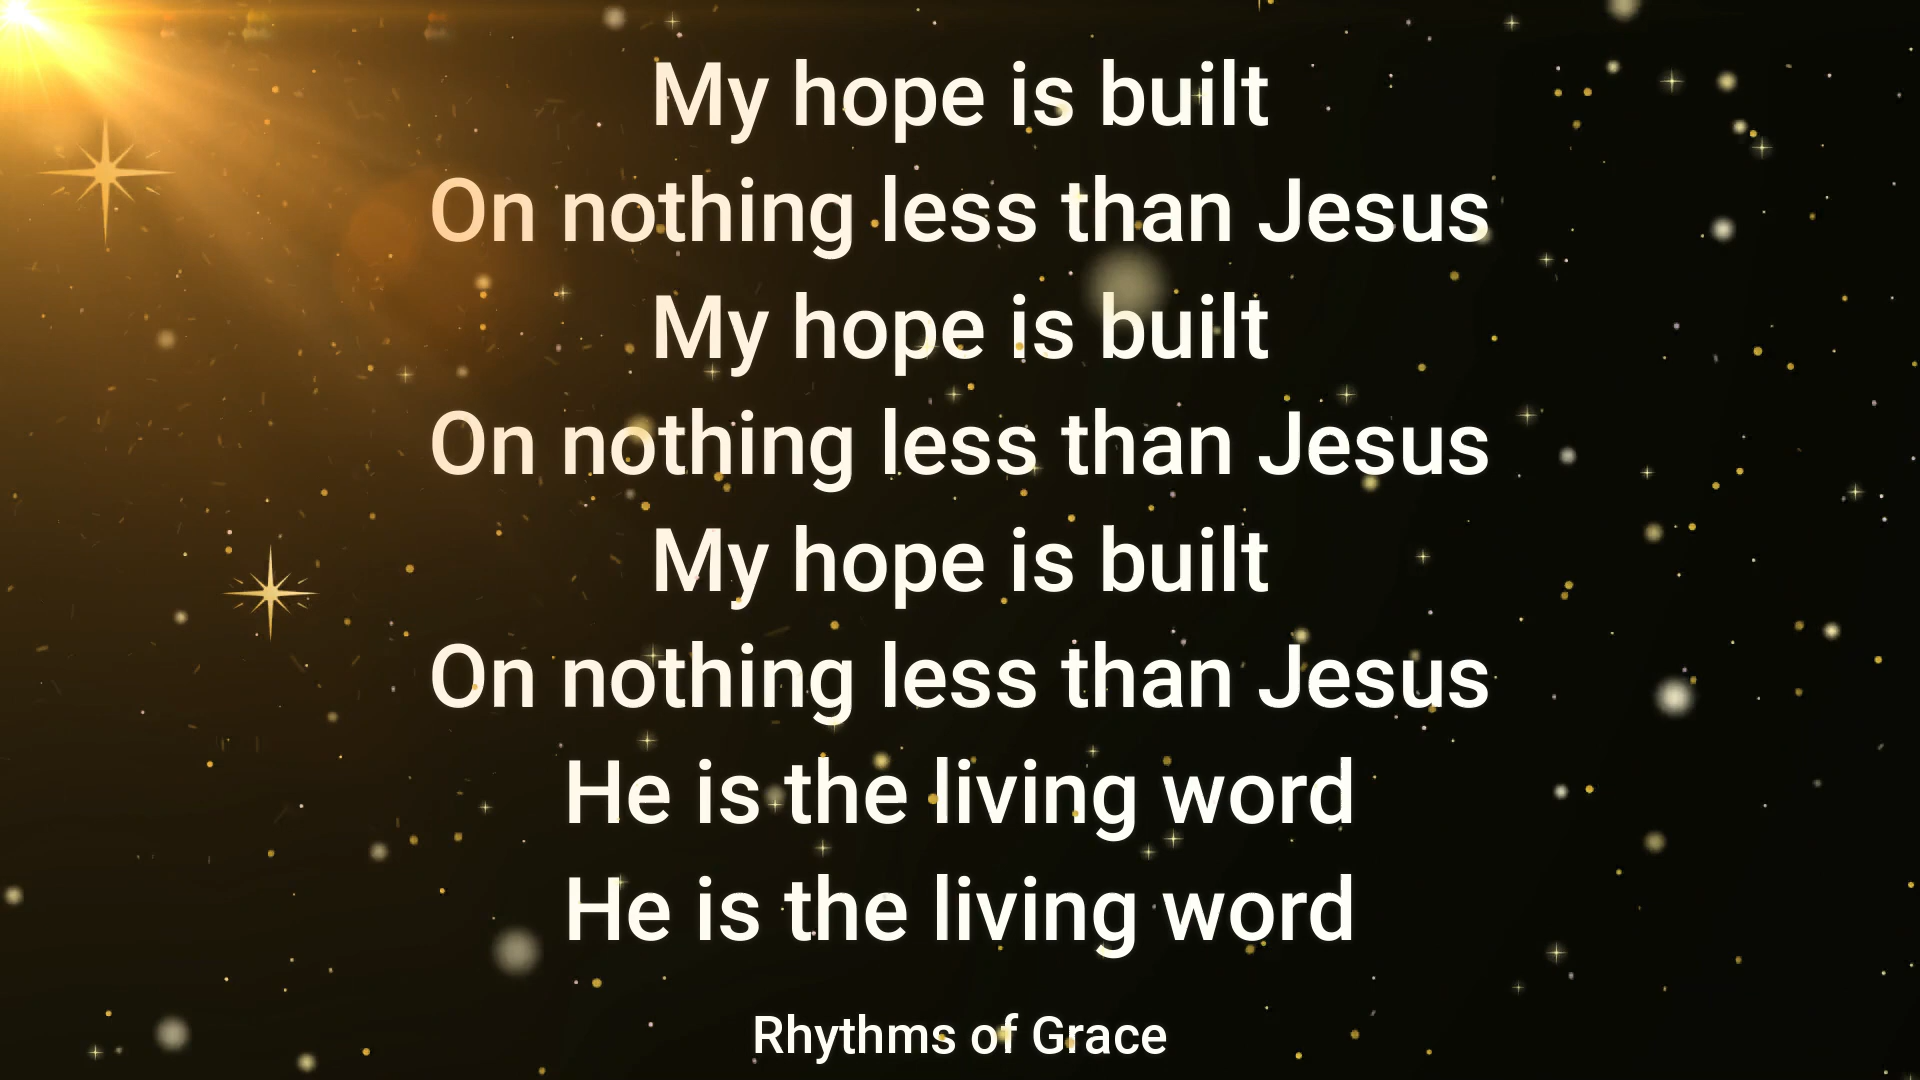 My hope is built
On nothing less than Jesus
My hope is built
On nothing less than Jesus
My hope is built
On nothing less than Jesus
He is the living word
He is the living word
Rhythms of Grace